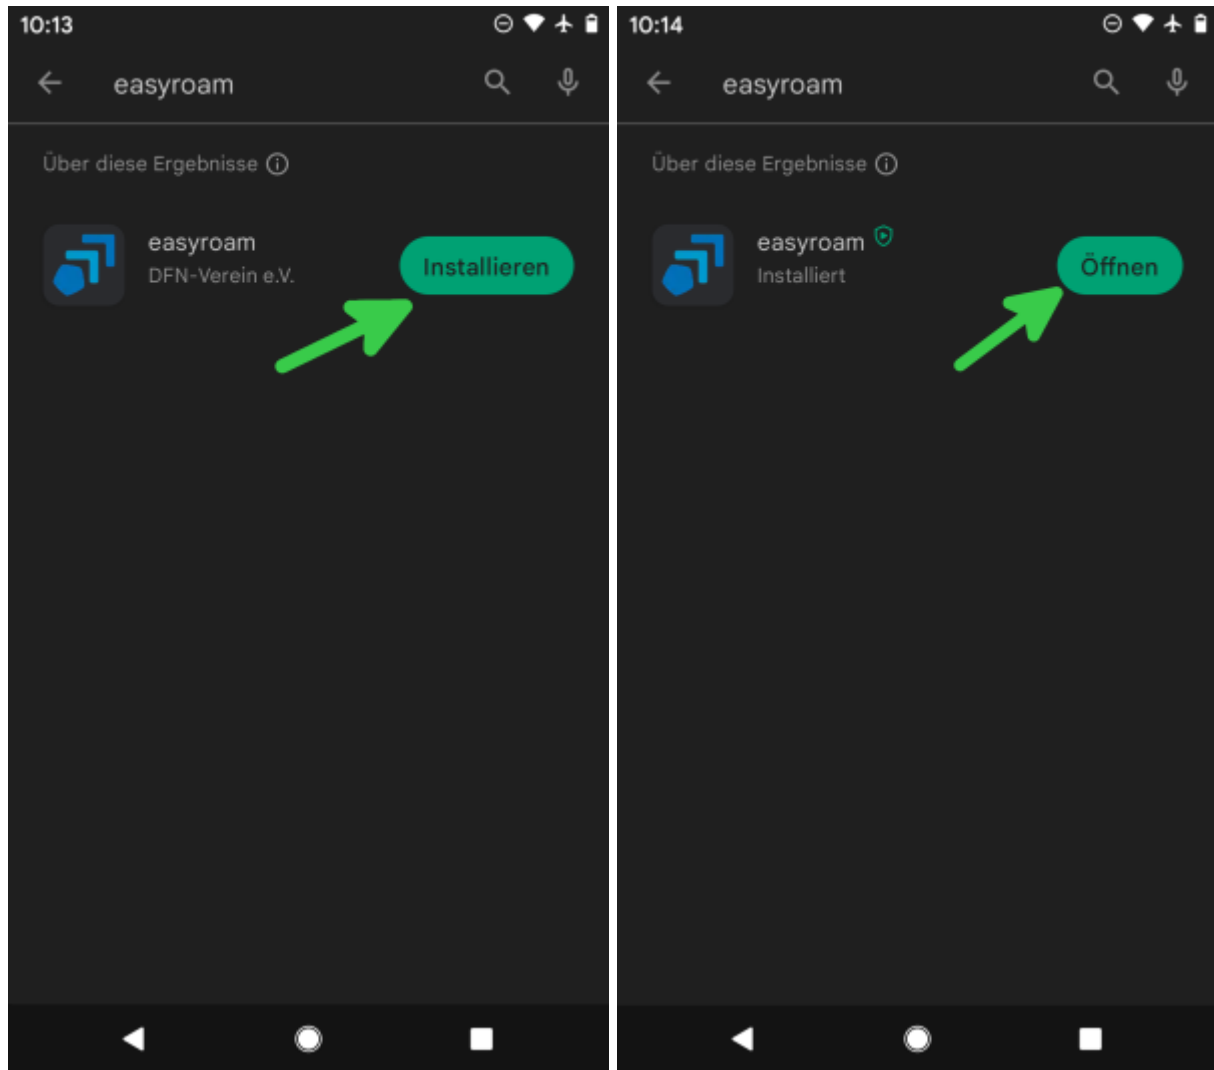 10:13
easyroam
Über diese Ergebnisse
easyroam
DFN-Verein e.V.
Installieren
10:14
easyroam
Über diese Ergebnisse
easyroam
Installiert
Öffnen